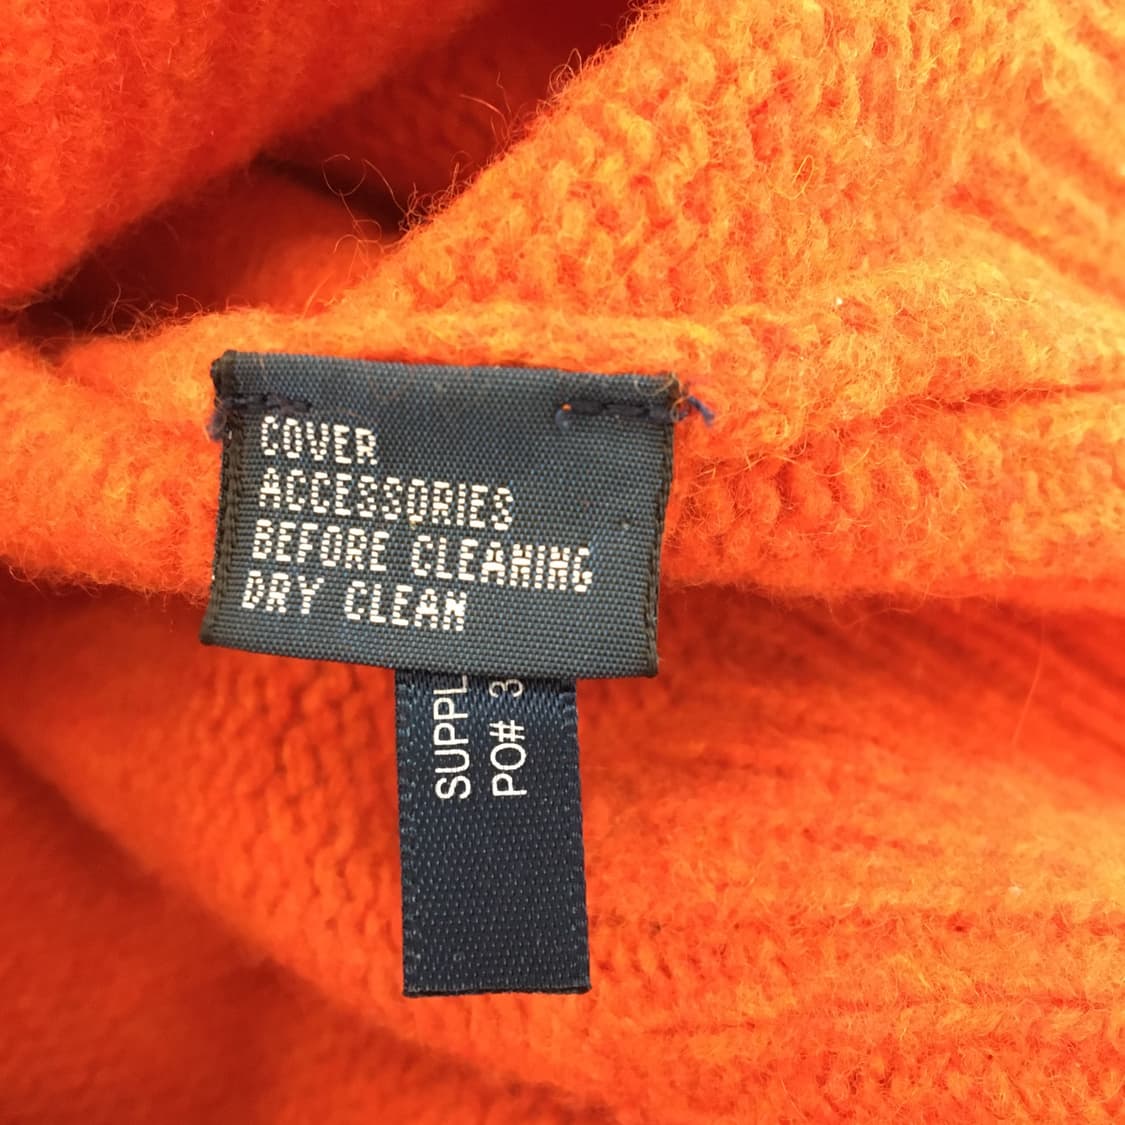 COVER
ACCESSORIES
BEFORE CLEANING
DRY CLEAN
SUPPL
PO# 3